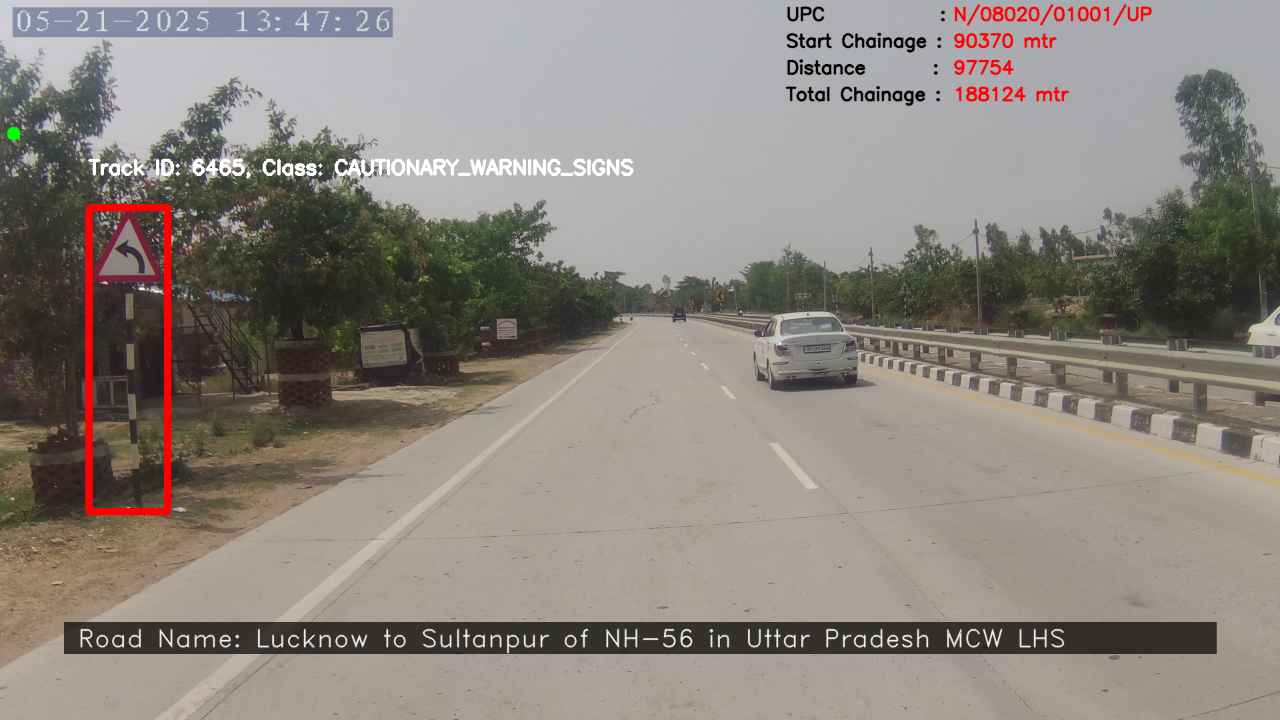 05-21-2025 13:47:26
UPC : N/08020/01001/UP
Start Chainage : 90370 mtr
Distance : 97754
Total Chainage : 188124 mtr
Track ID: 6465, Class: CAUTIONARY_WARNING_SIGNS
Road Name: Lucknow to Sultanpur of NH-56 in Uttar Pradesh MCW LHS